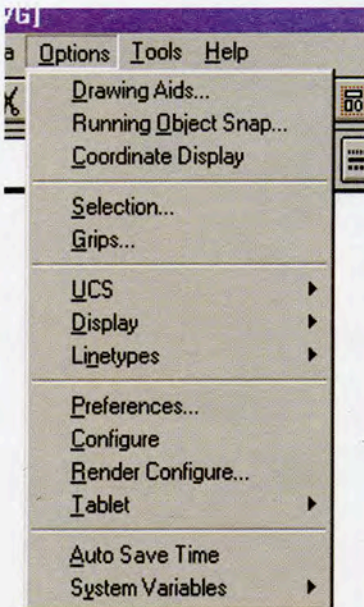 VG]
a Options Tools Help
Drawing Aids...
Running Object Snap...
Coordinate Display
Selection...
Grips...
UCS
Display
Linetypes
Preferences...
Configure
Render Configure...
Tablet
Auto Save Time
System Variables